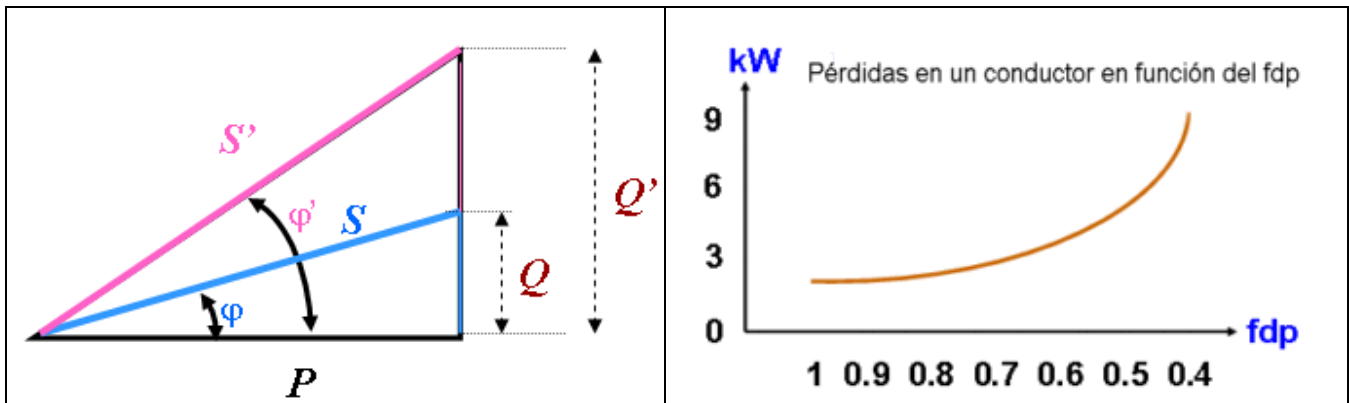 S’
φ’
S
φ
Q
Q’
P
kW
Pérdidas en un conductor en función del fdp
9
6
3
0
fdp
1 0.9 0.8 0.7 0.6 0.5 0.4